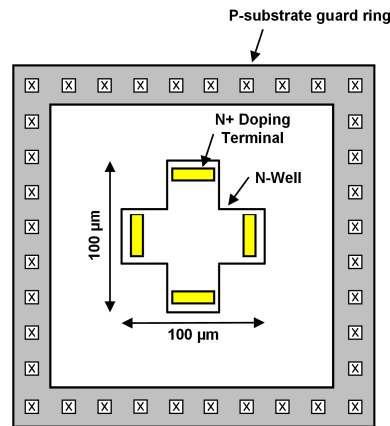 P-substrate guard ring
N+ Doping
Terminal
N-Well
100 µm
100 µm